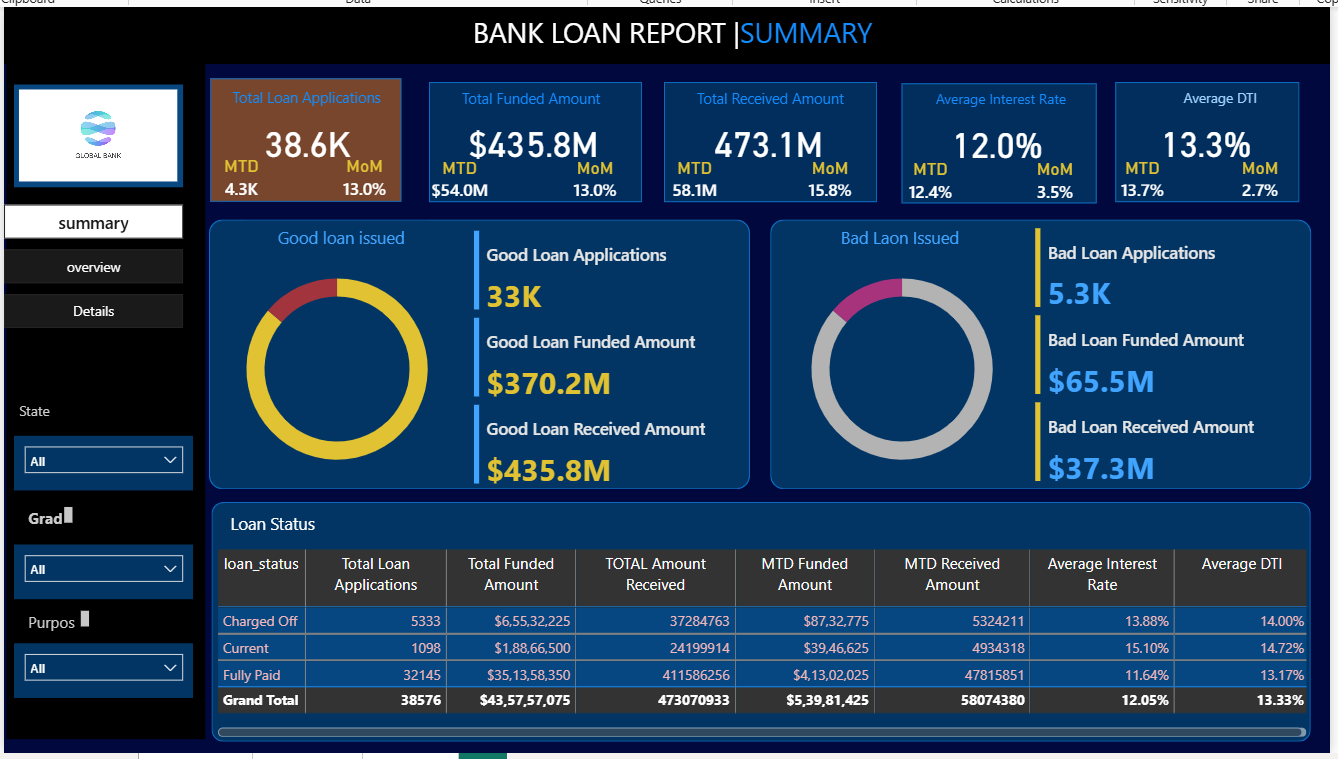 Clipboard
Data
Queries
Insert
Calculations
Sensitivity
Share
BANK LOAN REPORT |SUMMARY
GLOBAL BANK
summary
overview
Details
State
All
Grad
All
Purpos
All
Total Loan Applications
38.6K
MTD MoM
4.3K 13.0%
Total Funded Amount
$435.8M
MTD MoM
$54.0M 13.0%
Total Received Amount
473.1M
MTD MoM
58.1M 15.8%
Average Interest Rate
12.0%
MTD MoM
12.4% 3.5%
Average DTI
13.3%
MTD MoM
13.7% 2.7%
Good loan issued
Good Loan Applications
33K
Good Loan Funded Amount
$370.2M
Good Loan Received Amount
$435.8M
Bad Laon Issued
Bad Loan Applications
5.3K
Bad Loan Funded Amount
$65.5M
Bad Loan Received Amount
$37.3M
Loan Status
loan_status Total Loan Applications Total Funded Amount TOTAL Amount Received MTD Funded Amount MTD Received Amount Average Interest Rate Average DTI
Charged Off 5333 $6,55,32,225 37284763 $87,32,775 5324211 13.88% 14.00%
Current 1098 $1,88,66,500 24199914 $39,46,625 4934318 15.10% 14.72%
Fully Paid 32145 $35,13,58,350 411586256 $4,13,02,025 47815851 11.64% 13.17%
Grand Total 38576 $43,57,57,075 473070933 $5,39,81,425 58074380 12.05% 13.33%